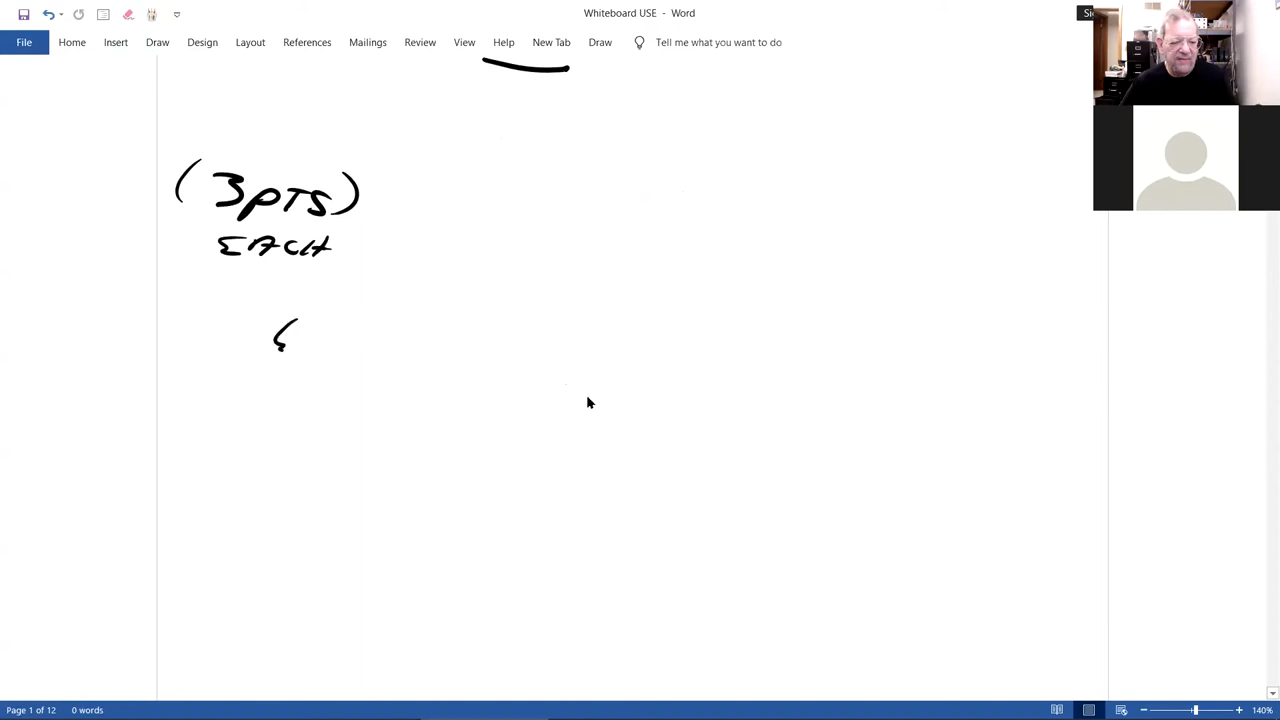 Whiteboard USE - Word
File Home Insert Draw Design Layout References Mailings Review View Help New Tab Draw Tell me what you want to do
(3PTS)
EACH
(
Page 1 of 12 0 words 140%